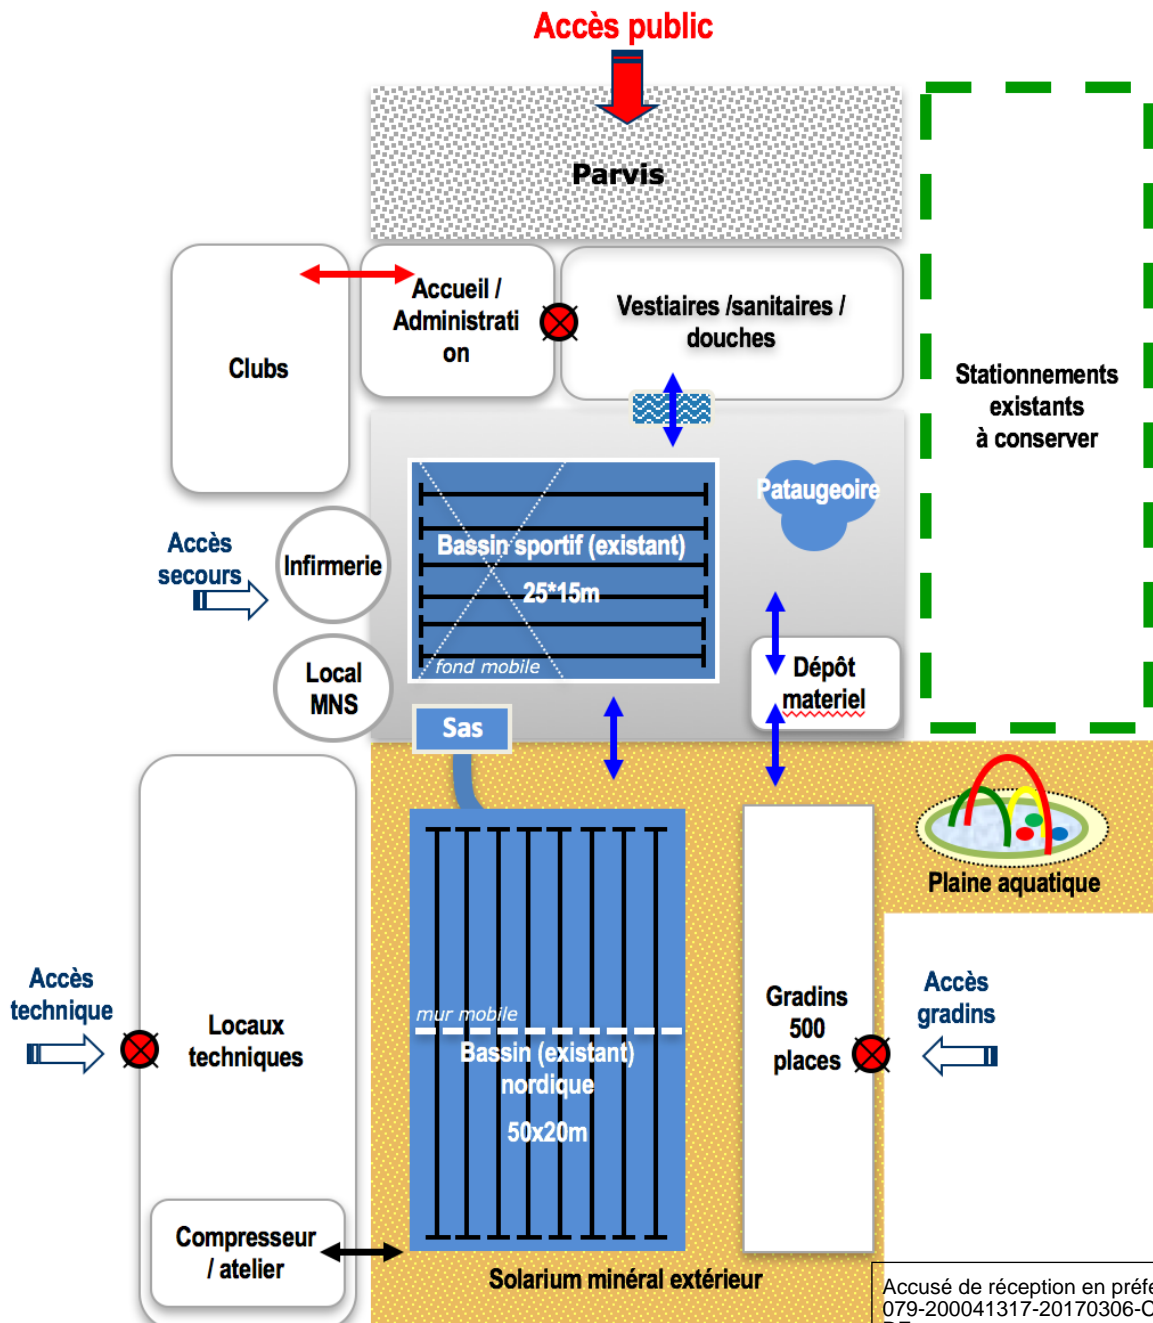 Accès public
Parvis
Accueil /
Administrati
on
Vestiaires /sanitaires /
douches
Clubs
Stationnements
existants
à conserver
Pataugeoire
Bassin sportif (existant)
25*15m
fond mobile
Accès
secours
Infirmerie
Local
MNS
Dépôt
materiel
Sas
Plaine aquatique
Accès
technique
Locaux
techniques
mur mobile
Bassin (existant)
nordique
50x20m
Gradins
500
places
Accès
gradins
Compresseur
/ atelier
Solarium minéral extérieur
Accusé de réception en préfe
079-200041317-20170306-C